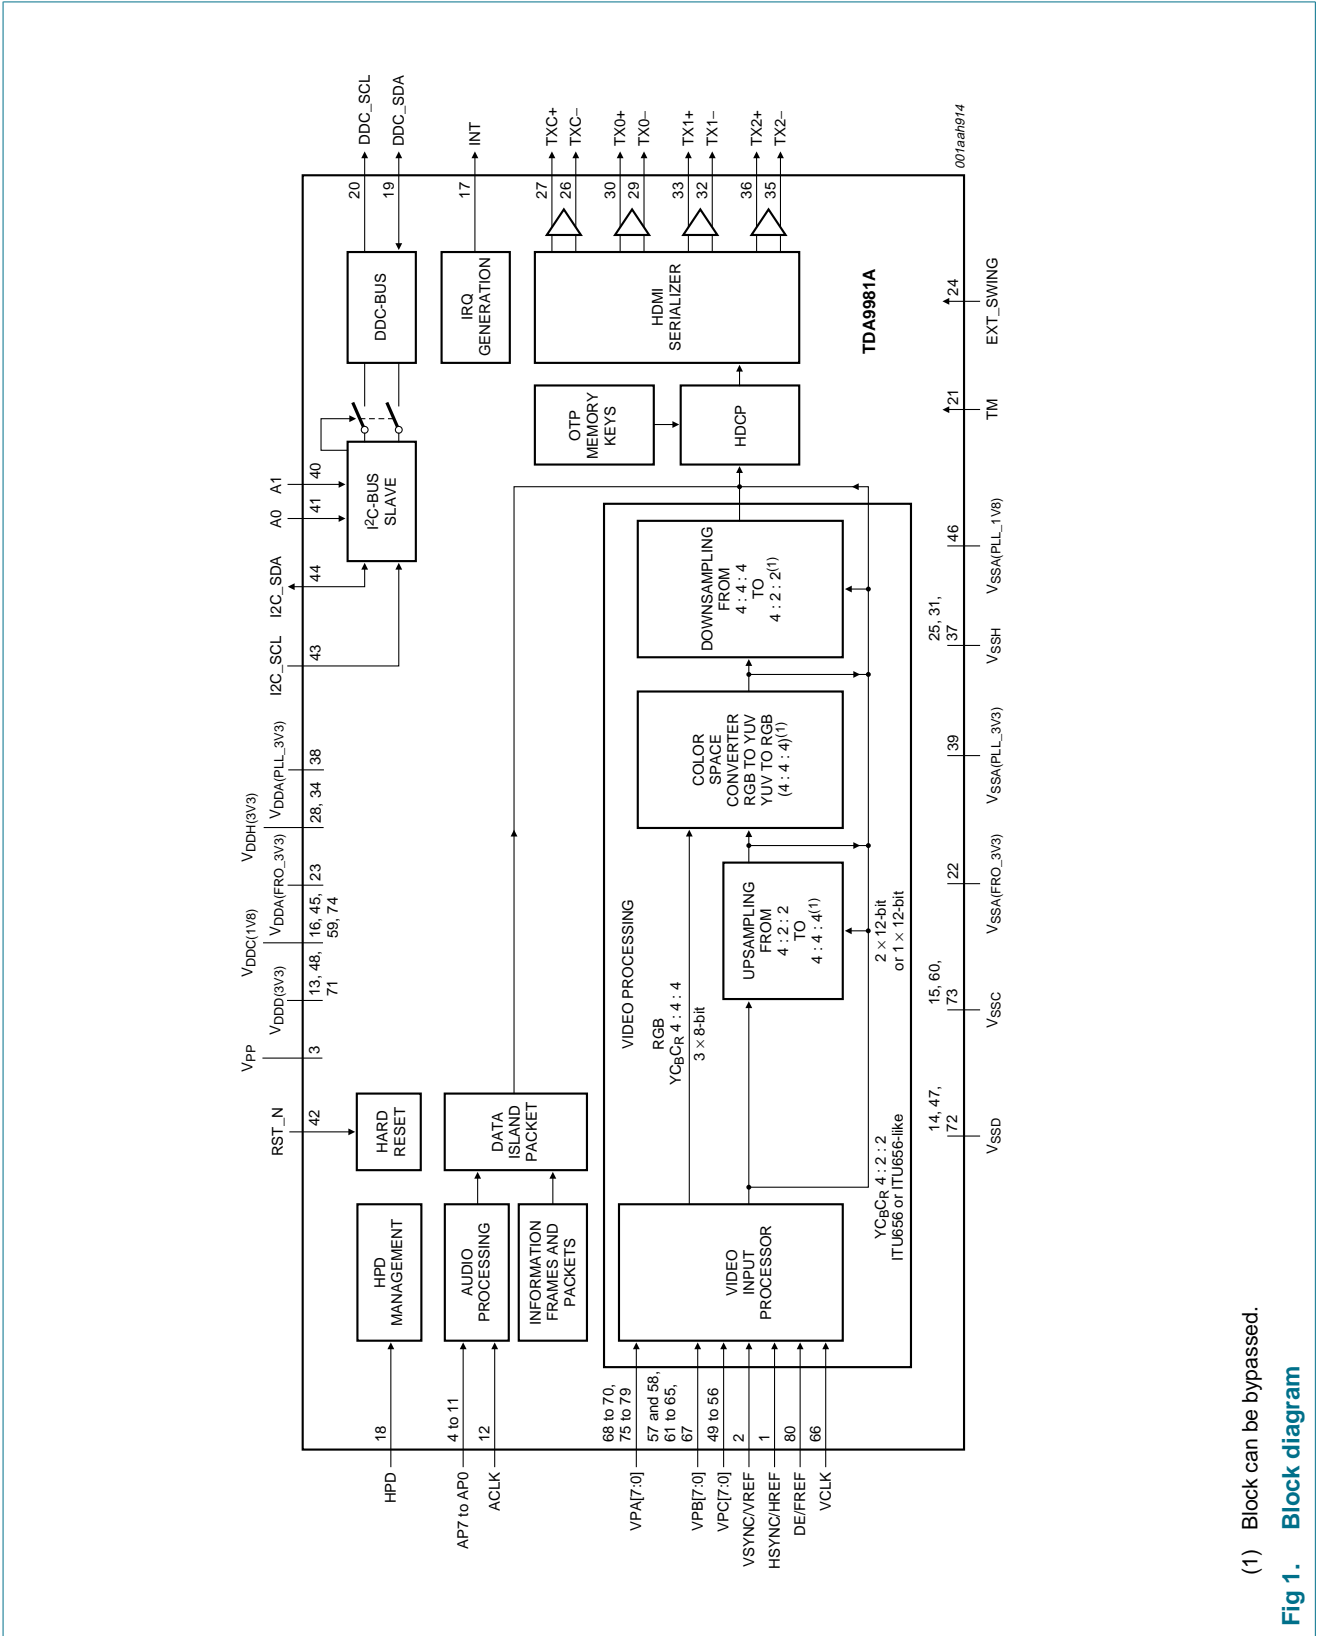 RST_N
42
VPP
3
VDDD(3V3)
13, 48,
71
VDDC(1V8)
16, 45,
59, 74
VDDA(FRO_3V3)
23
VDDH(3V3)
28, 34
VDDA(PLL_3V3)
38
I2C_SCL
43
I2C_SDA
44
A0
41
A1
40
HPD
18
HPD
MANAGEMENT
HARD
RESET
I²C-BUS
SLAVE
DDC-BUS
20
DDC_SCL
19
DDC_SDA
AP7 to AP0
4 to 11
ACLK
12
AUDIO
PROCESSING
INFORMATION
FRAMES AND
PACKETS
DATA
ISLAND
PACKET
IRQ
GENERATION
17
INT
OTP
MEMORY
KEYS
HDCP
HDMI
SERIALIZER
27
TXC+
26
TXC−
30
TX0+
29
TX0−
33
TX1+
32
TX1−
36
TX2+
35
TX2−
VIDEO PROCESSING
VPA[7:0]
68 to 70,
75 to 79
VPB[7:0]
57 and 58,
61 to 65,
67
VPC[7:0]
49 to 56
VSYNC/VREF
2
HSYNC/HREF
1
DE/FREF
80
VCLK
66
VIDEO
INPUT
PROCESSOR
RGB
YCBCR 4 : 4 : 4
3 × 8-bit
UPSAMPLING
FROM
4 : 2 : 2
TO
4 : 4 : 4(1)
COLOR
SPACE
CONVERTER
RGB TO YUV
YUV TO RGB
(4 : 4 : 4)(1)
DOWNSAMPLING
FROM
4 : 4 : 4
TO
4 : 2 : 2(1)
YCBCR 4 : 2 : 2
ITU656 or ITU656-like
2 × 12-bit
or 1 × 12-bit
TDA9981A
14, 47,
72
VSSD
15, 60,
73
VSSC
22
VSSA(FRO_3V3)
39
VSSA(PLL_3V3)
25, 31,
37
VSSH
46
VSSA(PLL_1V8)
21
TM
24
EXT_SWING
001aah914
(1) Block can be bypassed.
Fig 1. Block diagram